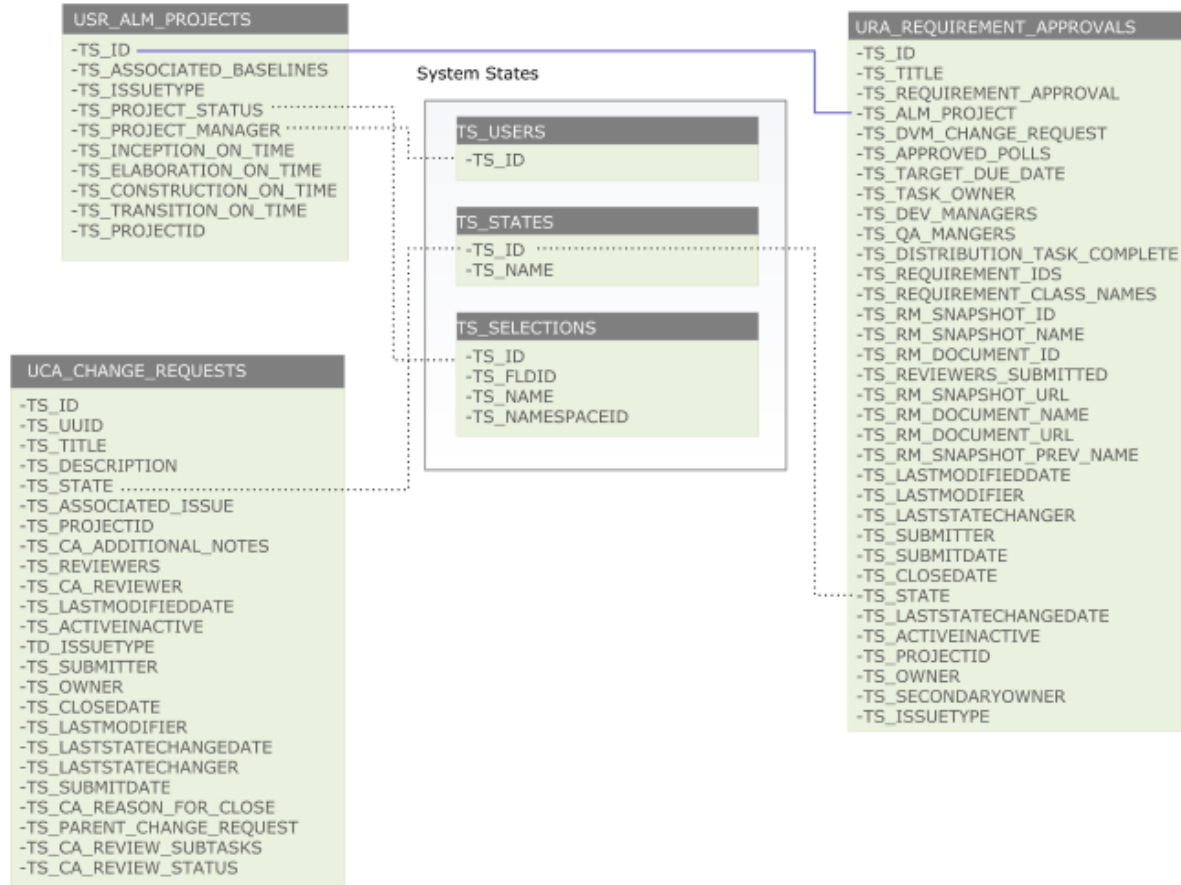 USR_ALM_PROJECTS
-TS_ID
-TS_ASSOCIATED_BASELINES
-TS_ISSUETYPE
-TS_PROJECT_STATUS
-TS_PROJECT_MANAGER
-TS_INCEPTION_ON_TIME
-TS_ELABORATION_ON_TIME
-TS_CONSTRUCTION_ON_TIME
-TS_TRANSITION_ON_TIME
-TS_PROJECTID
System States
TS_USERS
-TS_ID
TS_STATES
-TS_ID
-TS_NAME
TS_SELECTIONS
-TS_ID
-TS_FLDID
-TS_NAME
-TS_NAMESPACEID
URA_REQUIREMENT_APPROVALS
-TS_ID
-TS_TITLE
-TS_REQUIREMENT_APPROVAL
-TS_ALM_PROJECT
-TS_DVM_CHANGE_REQUEST
-TS_APPROVED_POLLS
-TS_TARGET_DUE_DATE
-TS_TASK_OWNER
-TS_DEV_MANAGERS
-TS_QA_MANGERS
-TS_DISTRIBUTION_TASK_COMPLETE
-TS_REQUIREMENT_IDS
-TS_REQUIREMENT_CLASS_NAMES
-TS_RM_SNAPSHOT_ID
-TS_RM_SNAPSHOT_NAME
-TS_RM_DOCUMENT_ID
-TS_REVIEWERS_SUBMITTED
-TS_RM_SNAPSHOT_URL
-TS_RM_DOCUMENT_NAME
-TS_RM_DOCUMENT_URL
-TS_RM_SNAPSHOT_PREV_NAME
-TS_LASTMODIFIEDDATE
-TS_LASTMODIFIER
-TS_LASTSTATECHANGER
-TS_SUBMITTER
-TS_SUBMITDATE
-TS_CLOSEDATE
-TS_STATE
-TS_LASTSTATECHANGEDATE
-TS_ACTIVEINACTIVE
-TS_PROJECTID
-TS_OWNER
-TS_SECONDARYOWNER
-TS_ISSUETYPE
UCA_CHANGE_REQUESTS
-TS_ID
-TS_UUID
-TS_TITLE
-TS_DESCRIPTION
-TS_STATE
-TS_ASSOCIATED_ISSUE
-TS_PROJECTID
-TS_CA_ADDITIONAL_NOTES
-TS_REVIEWERS
-TS_CA_REVIEWER
-TS_LASTMODIFIEDDATE
-TS_ACTIVEINACTIVE
-TD_ISSUETYPE
-TS_SUBMITTER
-TS_OWNER
-TS_CLOSEDATE
-TS_LASTMODIFIER
-TS_LASTSTATECHANGEDATE
-TS_LASTSTATECHANGER
-TS_SUBMITDATE
-TS_CA_REASON_FOR_CLOSE
-TS_PARENT_CHANGE_REQUEST
-TS_CA_REVIEW_SUBTASKS
-TS_CA_REVIEW_STATUS